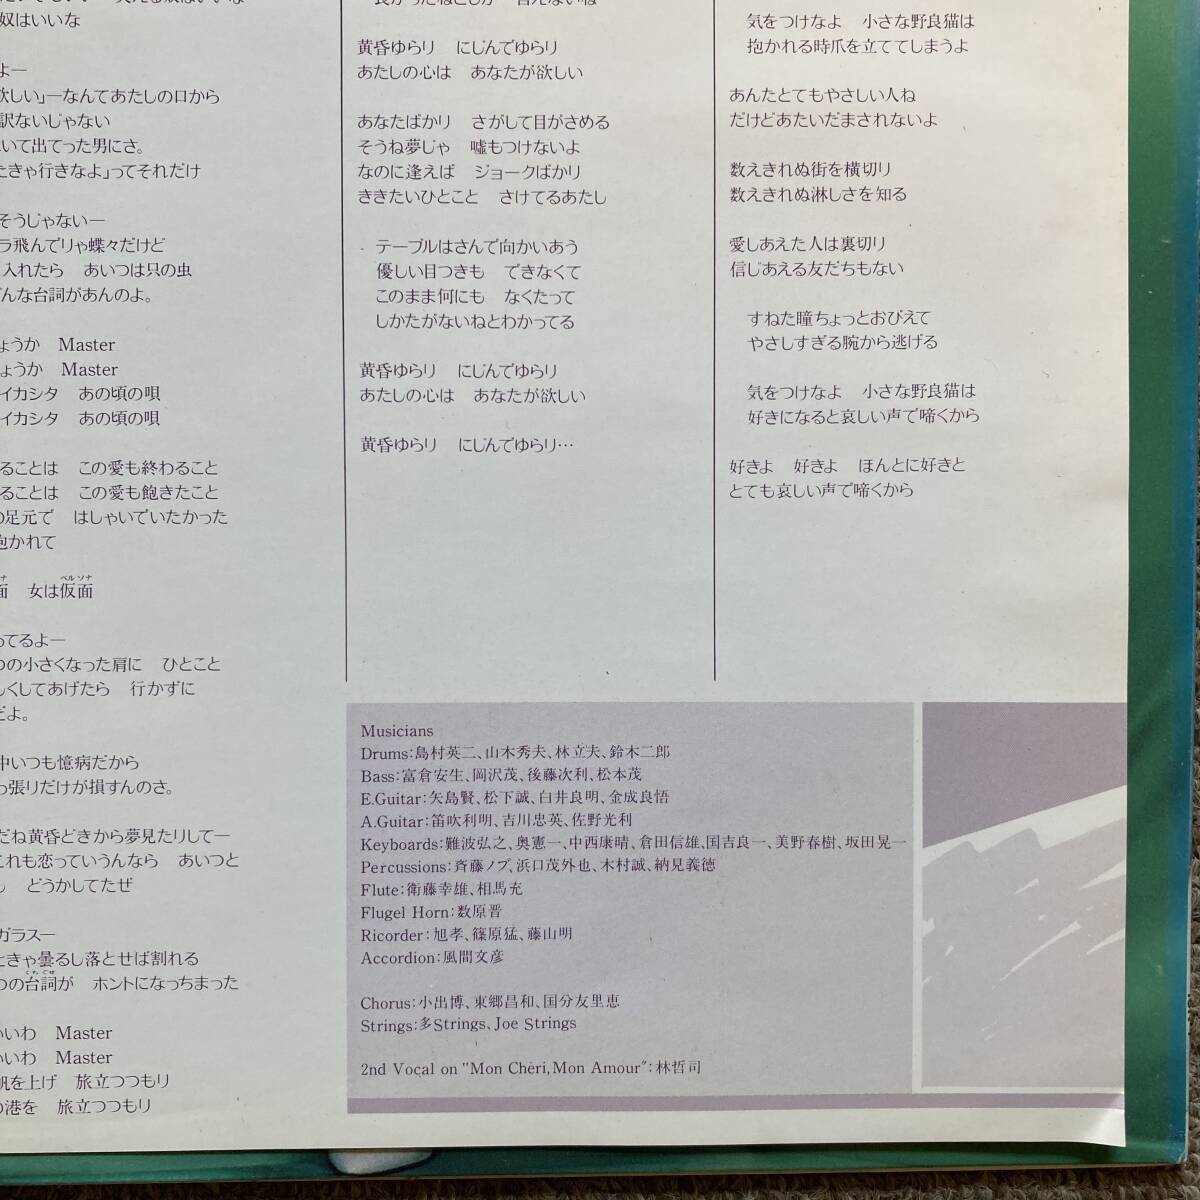 奴はいいな
よ―
欲しい」―なんてあたしの口から
訳ないじゃない
いて出てった男にさ。
たきゃ行きなよ」ってそれだけ
そうじゃない―
ラ飛んでりゃ蝶々だけど
入れたら　あいつは只の虫
んな台詞があんのよ。
ょうか　Master
ょうか　Master
イカシタ　あの頃の唄
イカシタ　あの頃の唄
ることは　この愛も終わること
ることは　この愛も飽きたこと
の足元で　はしゃいでいたかった
抱かれて
面　女は仮面
ペルソナ
ってるよ―
つの小さくなった肩に　ひとこと
しくしてあげたら　行かずに
だよ。
中いつも憶病だから
っ張りだけが損すんのさ。
だね黄昏どきから夢見たりして―
これも恋っていうんなら　あいつと
し　どうかしてたぜ
ガラス―
ときゃ曇るし落とせば割れる
つの台詞が　ホントになっちまった
いいわ　Master
いいわ　Master
帆を上げ　旅立つつもり
の港を　旅立つつもり
黄昏ゆらり　にじんでゆらり
あたしの心は　あなたが欲しい
あなたばかり　さがして目がさめる
そうね夢じゃ　嘘もつけないよ
なのに逢えば　ジョークばかり
ききたいひとこと　さけてるあたし
テーブルはさんで向かいあう
優しい目つきも　できなくて
このまま何にも　なくたって
しかたがないねとわかってる
黄昏ゆらり　にじんでゆらり
あたしの心は　あなたが欲しい
黄昏ゆらり　にじんでゆらり…
気をつけなよ　小さな野良猫は
抱かれる時爪を立ててしまうよ
あんたとてもやさしい人ね
だけどあたいだまされないよ
数えきれぬ街を横切り
数えきれぬ淋しさを知る
愛しあえた人は裏切り
信じあえる友だちもない
すねた瞳ちょっとおびえて
やさしすぎる腕から逃げる
気をつけなよ　小さな野良猫は
好きになると哀しい声で啼くから
好きよ　好きよ　ほんとに好きと
とても哀しい声で啼くから
Musicians
Drums:島村英二、山木秀夫、林立夫、鈴木二郎
Bass:富倉安生、岡沢茂、後藤次利、松本茂
E.Guitar:矢島賢、松下誠、白井良明、金成良悟
A.Guitar:笛吹利明、吉川忠英、佐野光利
Keyboards:難波弘之、奥憲一、中西康晴、倉田信雄、国吉良一、美野春樹、坂田晃一
Percussions:斉藤ノブ、浜口茂外也、木村誠、納見義徳
Flute:衛藤幸雄、相馬充
Flugel Horn:数原晋
Ricorder:旭孝、篠原猛、藤山明
Accordion:風間文彦
Chorus:小出博、東郷昌和、国分友里恵
Strings:多Strings、Joe Strings
2nd Vocal on "Mon Chèri, Mon Amour":林哲司